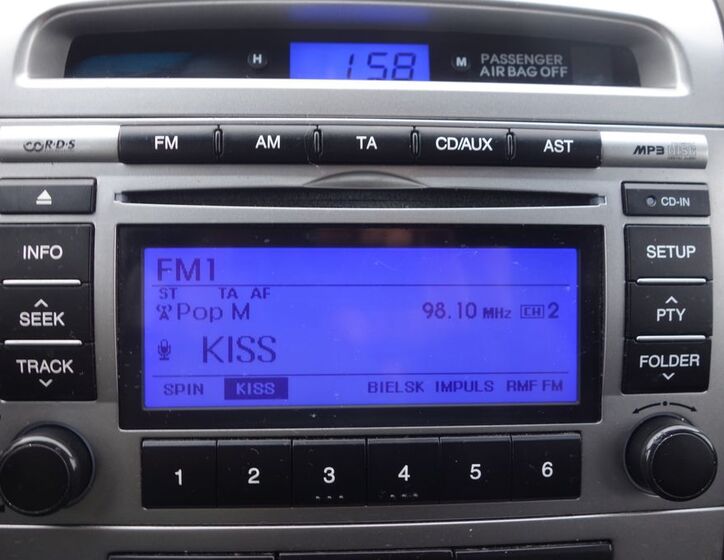 H 1:58 M PASSENGER
AIR BAG OFF
R·D·S FM AM TA CD/AUX AST MP3
CD-IN
INFO
SETUP
FM1
ST TA AF
Pop M 98.10 MHz CH 2
SEEK
PTY
KISS
TRACK
FOLDER
SPIN KISS BIELSK IMPULS RMF FM
1 2 3 4 5 6